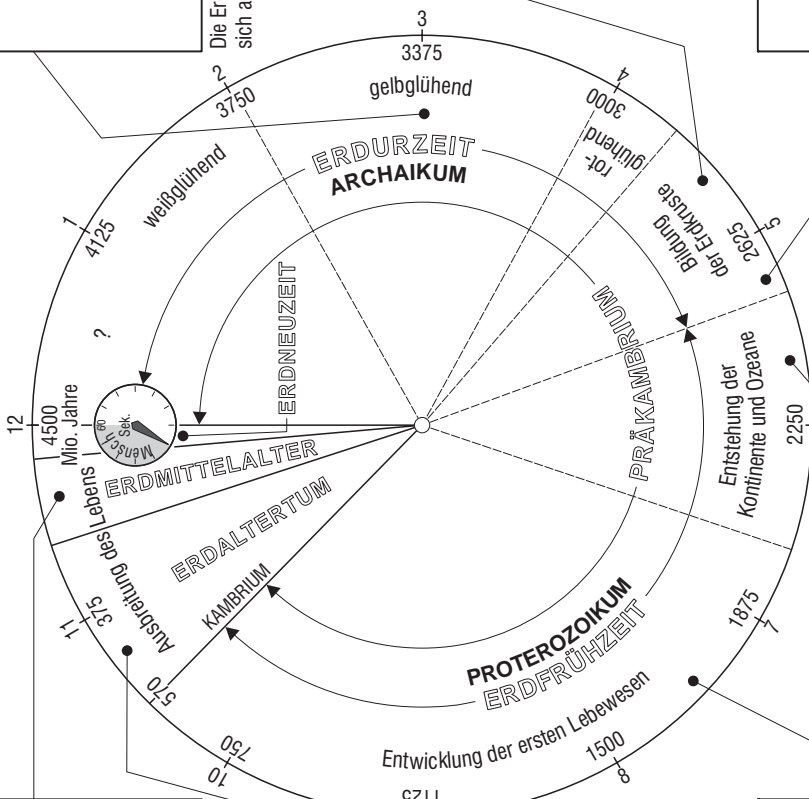 Die Er
sich a
3
3375
gelbglühend
2
3750
4
3000
ERDURZEIT
ARCHAIKUM
rot-
glühend
weißglühend
1
4125
Bildung
der Erdkruste
5
2625
?
ERDNEUZEIT
PRÄKAMBRIUM
12
4500
Mio. Jahre
60
Sek.
Mensch
Entstehung der
Kontinente und Ozeane
2250
ERDMITTELALTER
ERDALTERTUM
KAMBRIUM
Ausbreitung des Lebens
11
375
570
PROTEROZOIKUM
ERDFRÜHZEIT
1875
7
Entwicklung der ersten Lebewesen
10
750
1500
8
1125